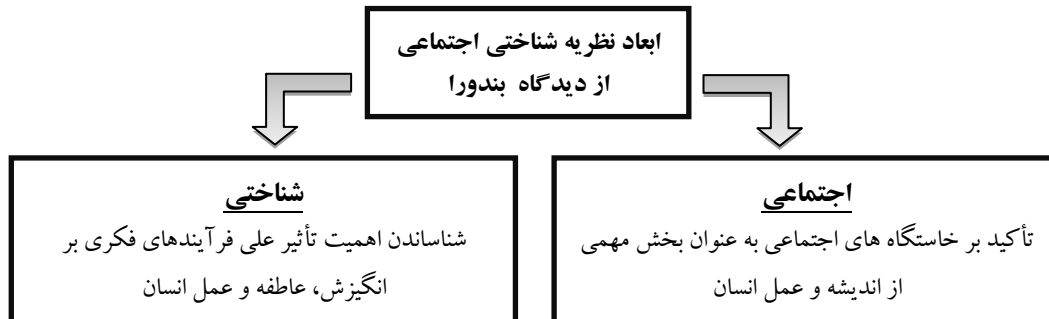 ابعاد نظریه شناختی اجتماعی
از دیدگاه بندورا
اجتماعی
تأکید بر خاستگاه های اجتماعی به عنوان بخش مهمی
از اندیشه و عمل انسان
شناختی
شناساندن اهمیت تأثیر علی فرآیندهای فکری بر
انگیزش، عاطفه و عمل انسان